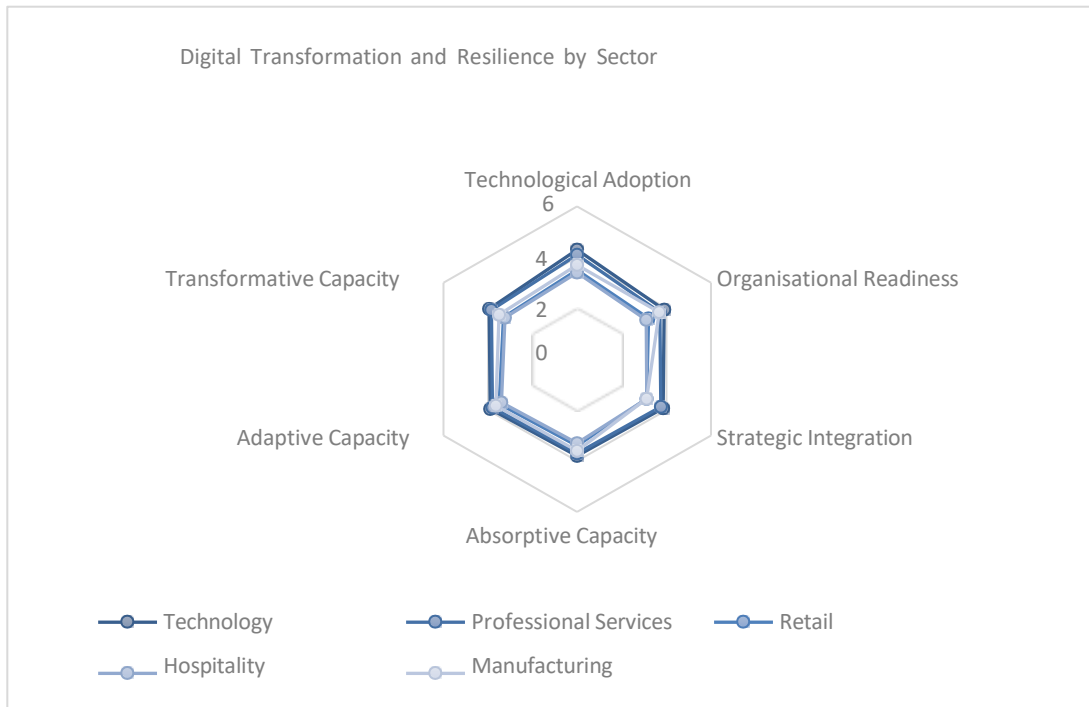 Digital Transformation and Resilience by Sector
Technological Adoption
6
4
Transformative Capacity
Organisational Readiness
2
0
Adaptive Capacity
Strategic Integration
Absorptive Capacity
Technology
Professional Services
Retail
Hospitality
Manufacturing